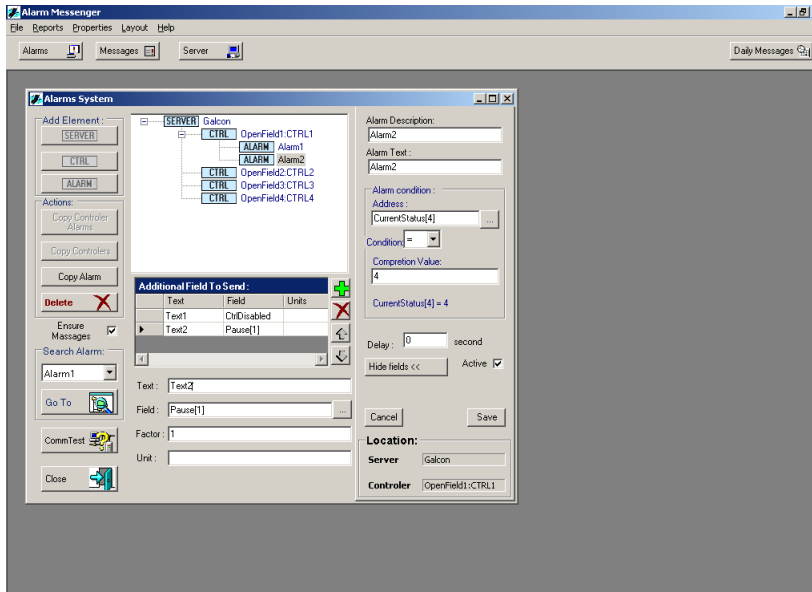 Alarm Messenger
File Reports Properties Layout Help
Alarms Messages Server Daily Messages
Alarms System
Add Element :
SERVER
CTRL
ALARM
Actions:
Copy Controler
Alarms
Copy Controlers
Copy Alarm
Delete
Ensure
Massages
Search Alarm:
Alarm1
Go To
CommTest
Close
SERVER Galcon
CTRL OpenField1:CTRL1
ALARM Alarm1
ALARM Alarm2
CTRL OpenField2:CTRL2
CTRL OpenField3:CTRL3
CTRL OpenField4:CTRL4
Additional Field To Send :
Text Field Units
Text1 CtrlDisabled
Text2 Pause[1]
Text : Text2
Field : Pause[1] ...
Factor : 1
Unit :
Alarm Description:
Alarm2
Alarm Text :
Alarm2
Alarm condition :
Address :
CurrentStatus[4] ...
Condition: =
Compretion Value:
4
CurrentStatus[4] = 4
Delay : 0 second
Hide fields << Active
Cancel Save
Location:
Server Galcon
Controler OpenField1:CTRL1